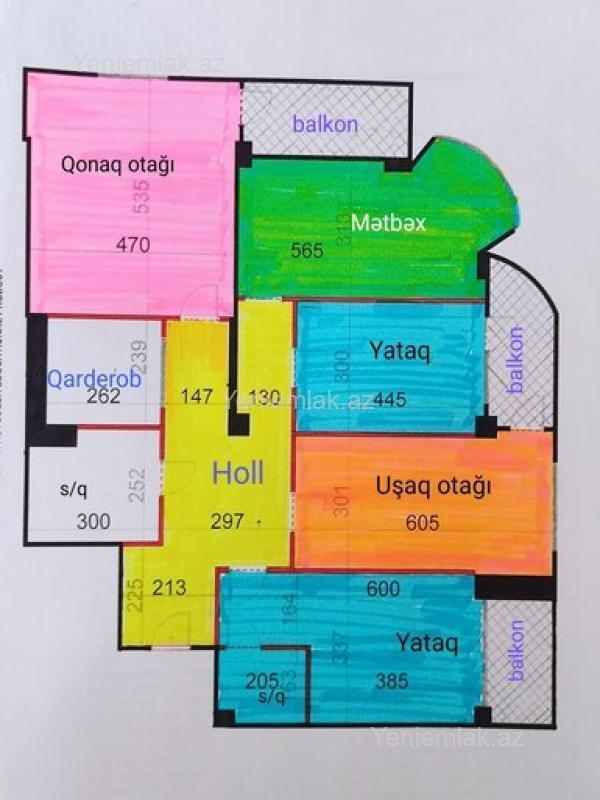 Yeniemlak.az
balkon
Qonaq otağı
535
470
Mətbəx
313
565
239
Qarderob
262
147
Yeniemlak.az
130
Yataq
300
445
balkon
s/q
252
300
Holl
297
Uşaq otağı
301
605
225
213
164
600
337
Yataq
385
balkon
205
s/q
Yeniemlak.az